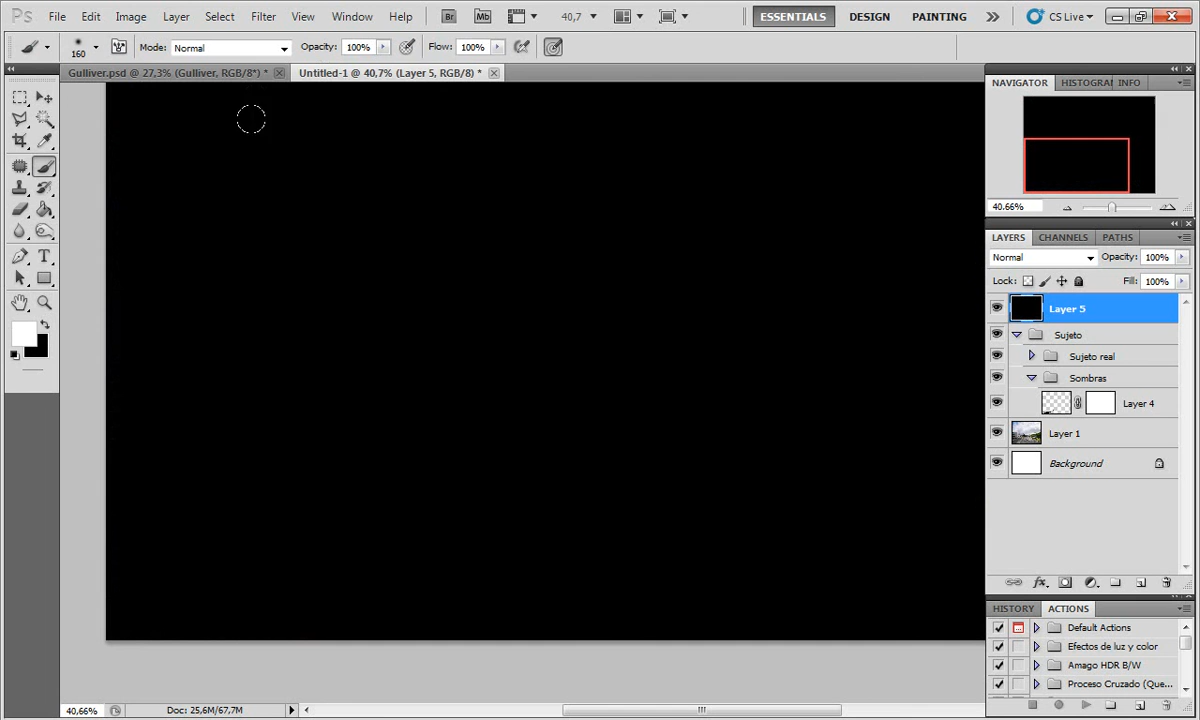 Ps File Edit Image Layer Select Filter View Window Help Br Mb 40,7 ESSENTIALS DESIGN PAINTING CS Live
160 Mode: Normal Opacity: 100% Flow: 100%
Gulliver.psd @ 27,3% (Gulliver, RGB/8*) * Untitled-1 @ 40,7% (Layer 5, RGB/8) *
NAVIGATOR HISTOGRAM INFO
40.66%
LAYERS CHANNELS PATHS
Normal Opacity: 100%
Lock: Fill: 100%
Layer 5
Sujeto
Sujeto real
Sombras
Layer 4
Layer 1
Background
fx
HISTORY ACTIONS
Default Actions
Efectos de luz y color
Amago HDR B/W
Proceso Cruzado (Que...
40,66% Doc: 25,6M/67,7M